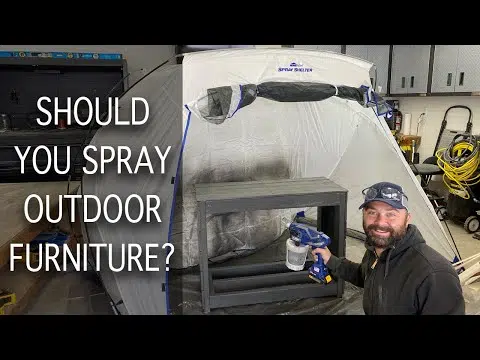 SPRAY SHELTER
SHOULD
YOU SPRAY
OUTDOOR
FURNITURE?